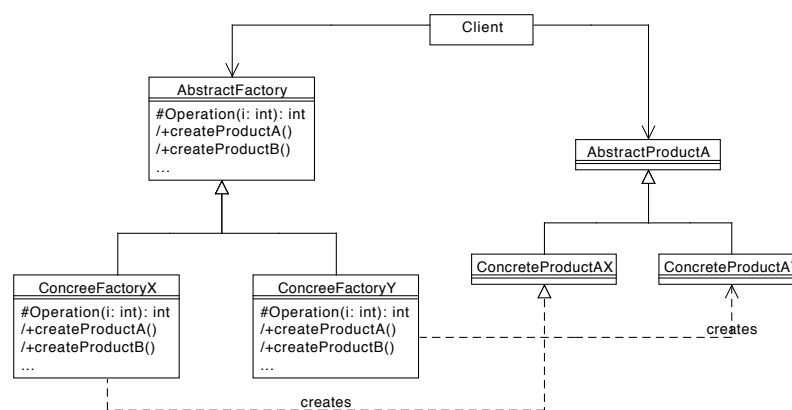 Client
AbstractFactory
#Operation(i: int): int
/+createProductA()
/+createProductB()
...
AbstractProductA
ConcreeFactoryX
#Operation(i: int): int
/+createProductA()
/+createProductB()
...
ConcreeFactoryY
#Operation(i: int): int
/+createProductA()
/+createProductB()
...
ConcreteProductAX
ConcreteProductAY
creates
creates